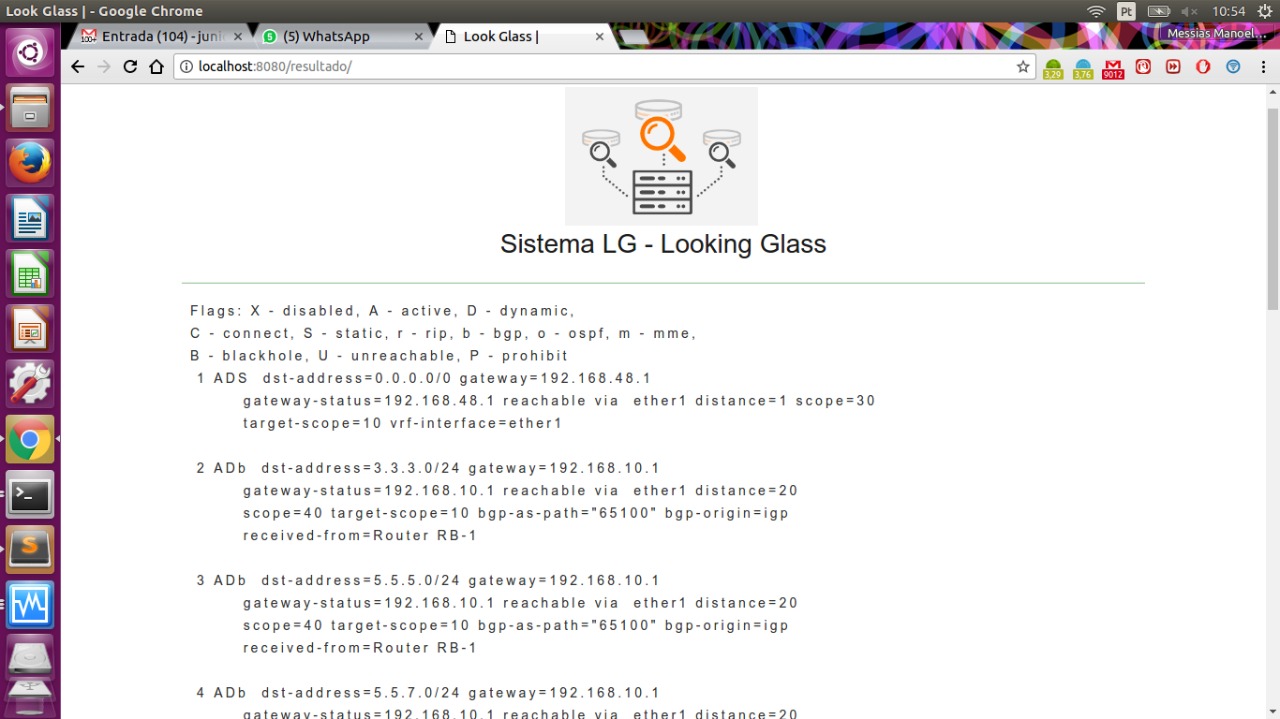 Look Glass | - Google Chrome
Pt
10:54
Entrada (104) - juni
(5) WhatsApp
Look Glass |
Messias Manoel...
localhost:8080/resultado/
3,29
3,76
9012
Sistema LG - Looking Glass
Flags: X - disabled, A - active, D - dynamic,
C - connect, S - static, r - rip, b - bgp, o - ospf, m - mme,
B - blackhole, U - unreachable, P - prohibit
1 ADS dst-address=0.0.0.0/0 gateway=192.168.48.1
gateway-status=192.168.48.1 reachable via ether1 distance=1 scope=30
target-scope=10 vrf-interface=ether1
2 ADb dst-address=3.3.3.0/24 gateway=192.168.10.1
gateway-status=192.168.10.1 reachable via ether1 distance=20
scope=40 target-scope=10 bgp-as-path="65100" bgp-origin=igp
received-from=Router RB-1
3 ADb dst-address=5.5.5.0/24 gateway=192.168.10.1
gateway-status=192.168.10.1 reachable via ether1 distance=20
scope=40 target-scope=10 bgp-as-path="65100" bgp-origin=igp
received-from=Router RB-1
4 ADb dst-address=5.5.7.0/24 gateway=192.168.10.1
gateway-status=192.168.10.1 reachable via ether1 distance=20